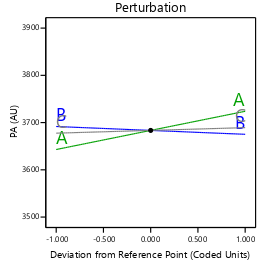 Perturbation
3900
3800
3700
3600
3500
PA (AU)
B
C
A
A
C
B
-1.000 -0.500 0.000 0.500 1.000
Deviation from Reference Point (Coded Units)